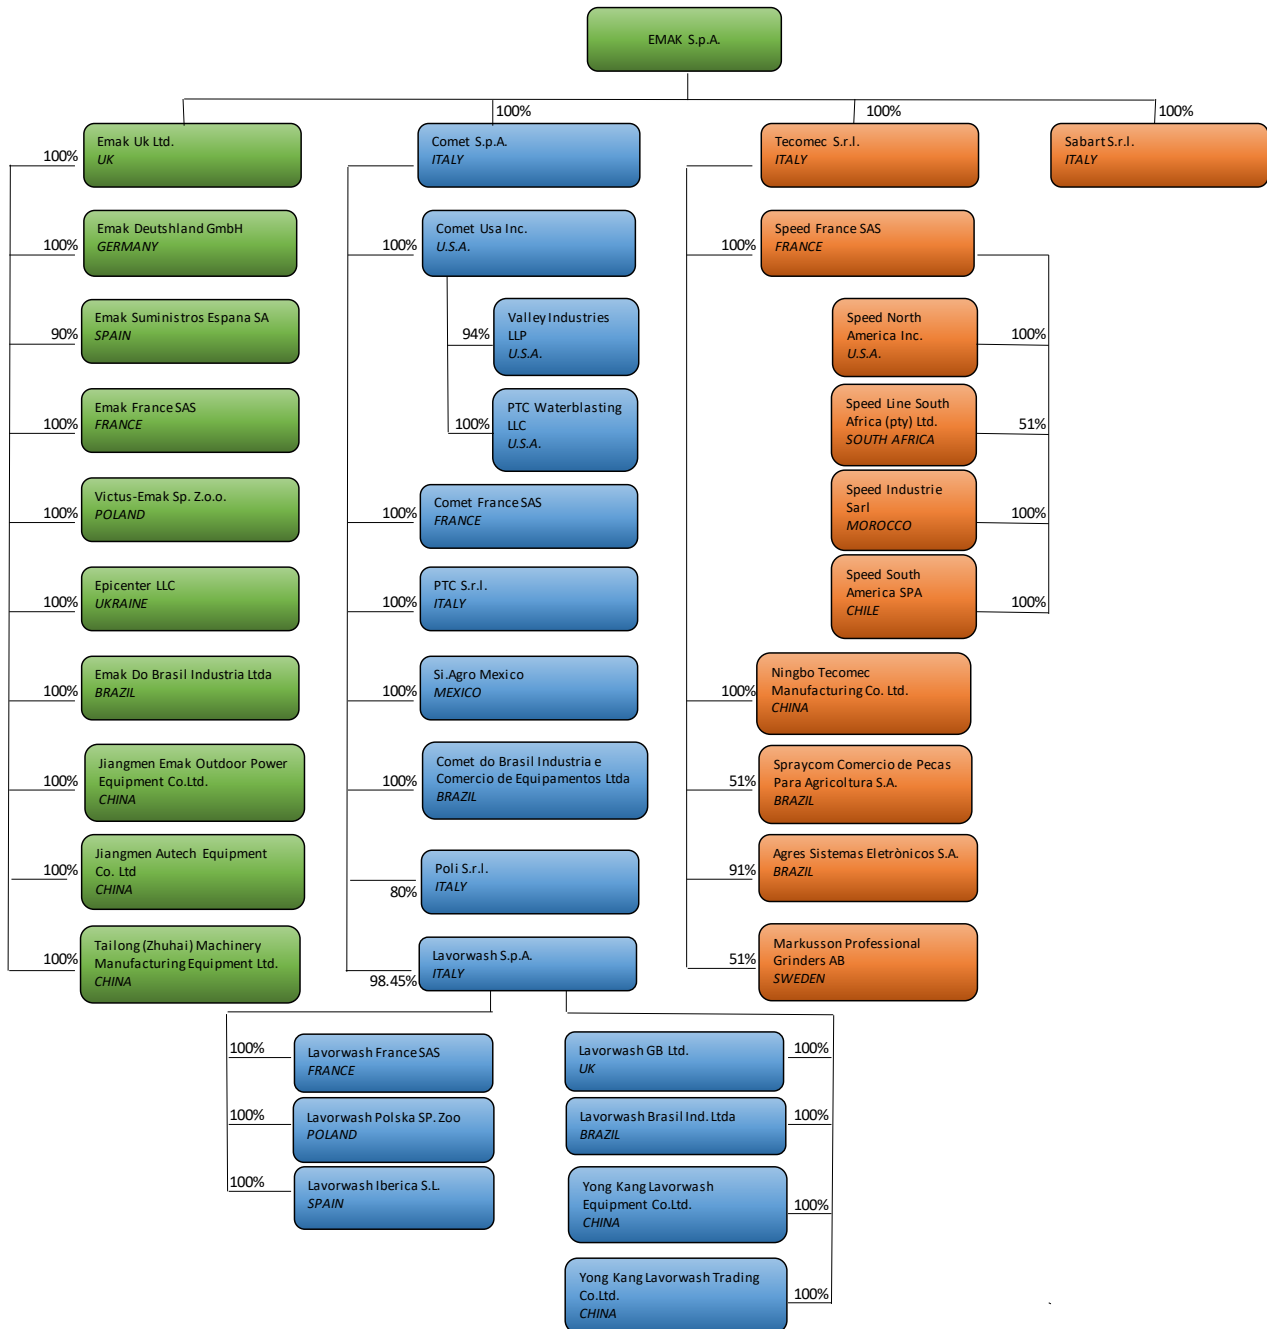 EMAK S.p.A.
100%
100%
100%
Emak Uk Ltd.
UK
100%
Comet S.p.A.
ITALY
Tecomec S.r.l.
ITALY
Sabart S.r.l.
ITALY
Emak Deutshland GmbH
GERMANY
100%
Emak Suministros Espana SA
SPAIN
90%
Emak France SAS
FRANCE
100%
Victus-Emak Sp. Z.o.o.
POLAND
100%
Epicenter LLC
UKRAINE
100%
Emak Do Brasil Industria Ltda
BRAZIL
100%
Jiangmen Emak Outdoor Power
Equipment Co.Ltd.
CHINA
100%
Jiangmen Autech Equipment
Co. Ltd
CHINA
100%
Tailong (Zhuhai) Machinery
Manufacturing Equipment Ltd.
CHINA
100%
Comet Usa Inc.
U.S.A.
100%
Valley Industries
LLP
U.S.A.
94%
PTC Waterblasting
LLC
U.S.A.
100%
Comet France SAS
FRANCE
100%
PTC S.r.l.
ITALY
100%
Si.Agro Mexico
MEXICO
100%
Comet do Brasil Industria e
Comercio de Equipamentos Ltda
BRAZIL
100%
Poli S.r.l.
ITALY
80%
Lavorwash S.p.A.
ITALY
98.45%
Speed France SAS
FRANCE
100%
Speed North
America Inc.
U.S.A.
100%
Speed Line South
Africa (pty) Ltd.
SOUTH AFRICA
51%
Speed Industrie
Sarl
MOROCCO
100%
Speed South
America SPA
CHILE
100%
Ningbo Tecomec
Manufacturing Co. Ltd.
CHINA
100%
Spraycom Comercio de Pecas
Para Agricoltura S.A.
BRAZIL
51%
Agres Sistemas Eletrònicos S.A.
BRAZIL
91%
Markusson Professional
Grinders AB
SWEDEN
51%
Lavorwash France SAS
FRANCE
100%
Lavorwash Polska SP. Zoo
POLAND
100%
Lavorwash Iberica S.L.
SPAIN
100%
Lavorwash GB Ltd.
UK
100%
Lavorwash Brasil Ind. Ltda
BRAZIL
100%
Yong Kang Lavorwash
Equipment Co.Ltd.
CHINA
100%
Yong Kang Lavorwash Trading
Co.Ltd.
CHINA
100%